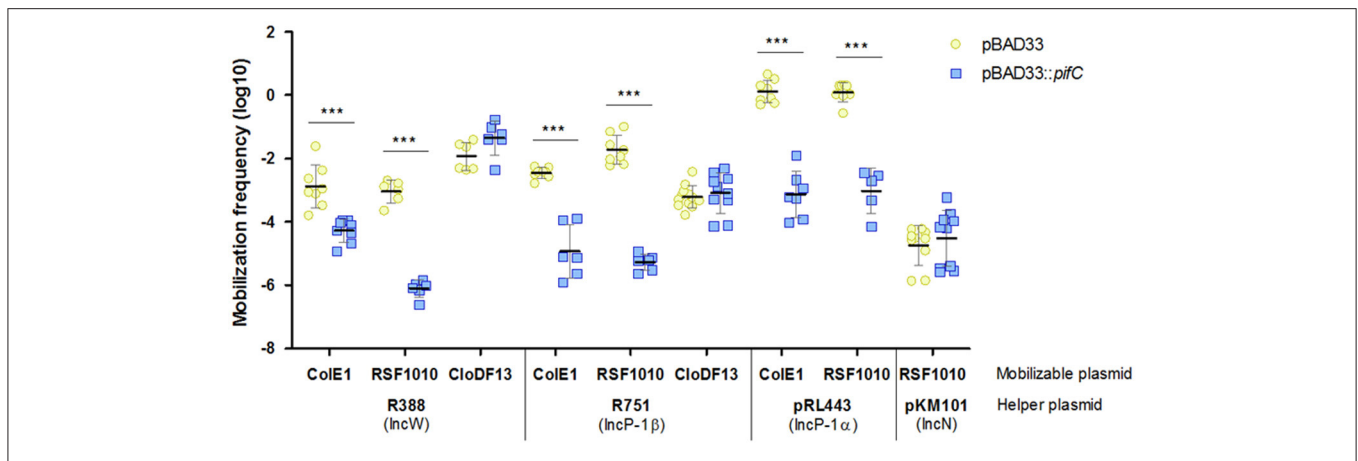 Mobilization frequency (log10)
2
0
-2
-4
-6
-8
***
***
***
***
***
***
pBAD33
pBAD33::pifC
ColE1 RSF1010 CloDF13 ColE1 RSF1010 CloDF13 ColE1 RSF1010 RSF1010 Mobilizable plasmid
R388 R751 pRL443 pKM101 Helper plasmid
(IncW) (IncP-1β) (IncP-1α) (IncN)